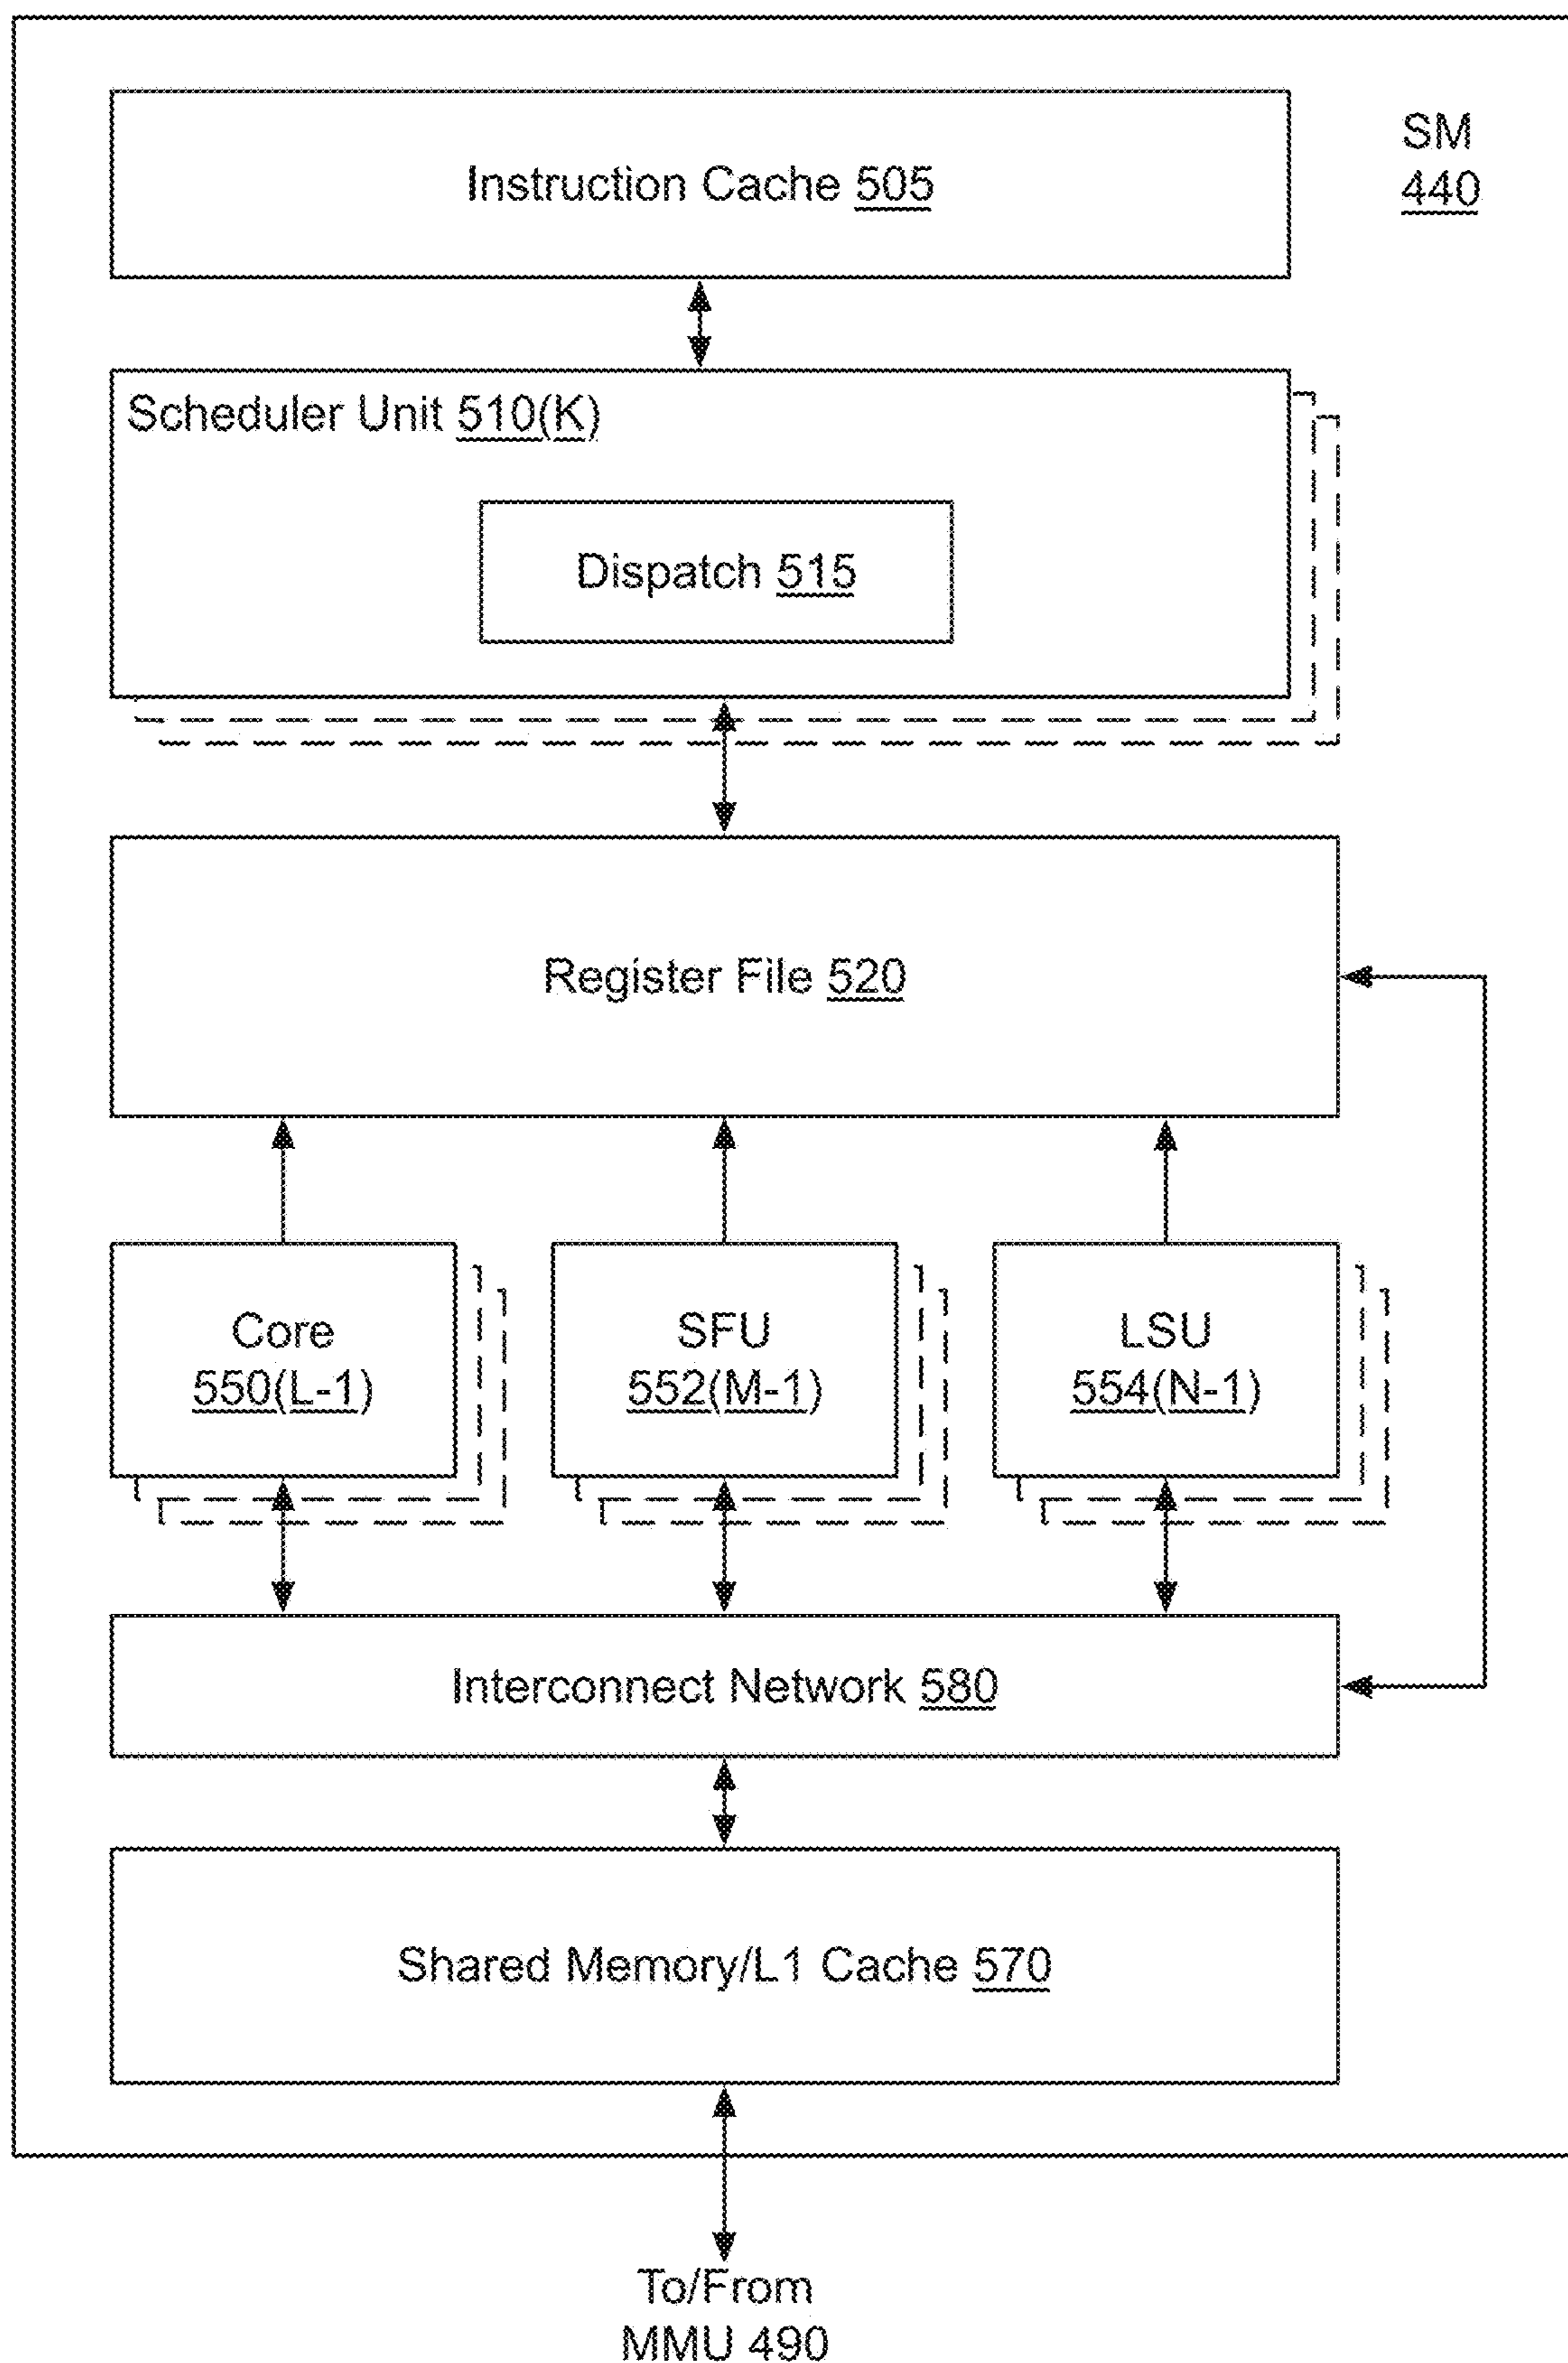 SM
440
Instruction Cache 505
Scheduler Unit 510(K)
Dispatch 515
Register File 520
Core
550(L-1)
SFU
552(M-1)
LSU
554(N-1)
Interconnect Network 580
Shared Memory/L1 Cache 570
To/From
MMU 490